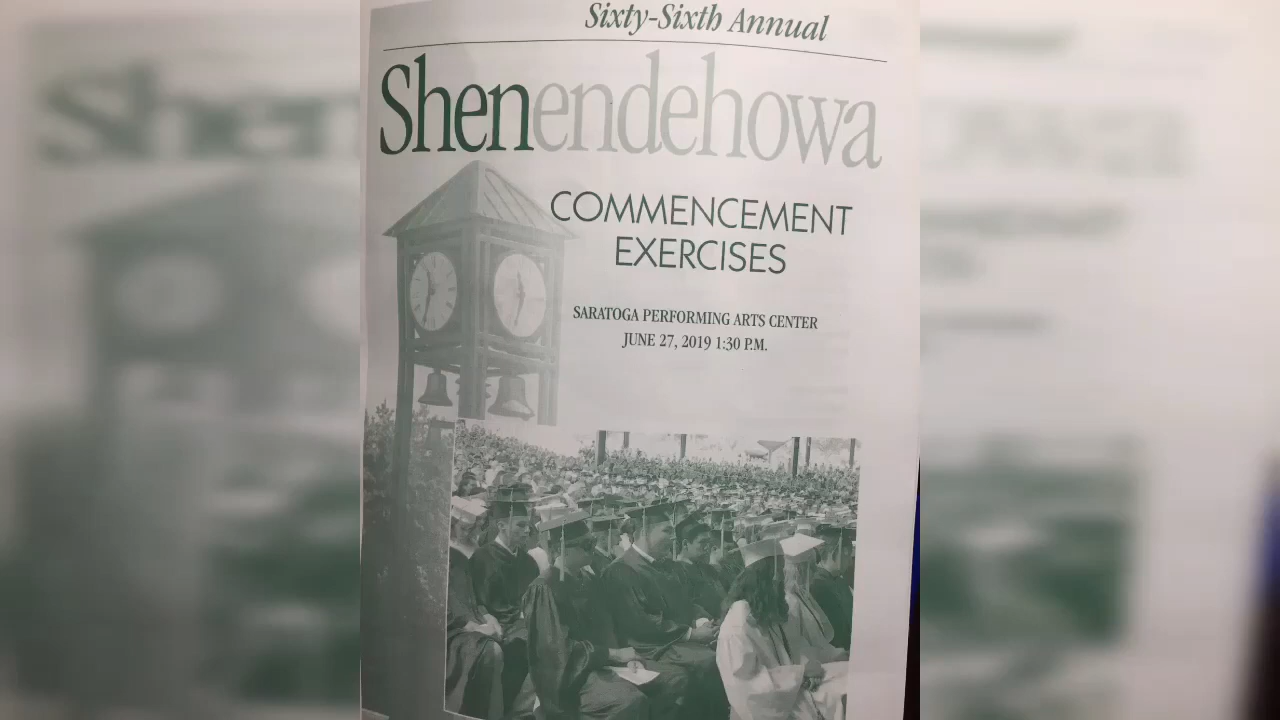 Sixty-Sixth Annual
Shenendehowa
COMMENCEMENT
EXERCISES
SARATOGA PERFORMING ARTS CENTER
JUNE 27, 2019 1:30 P.M.